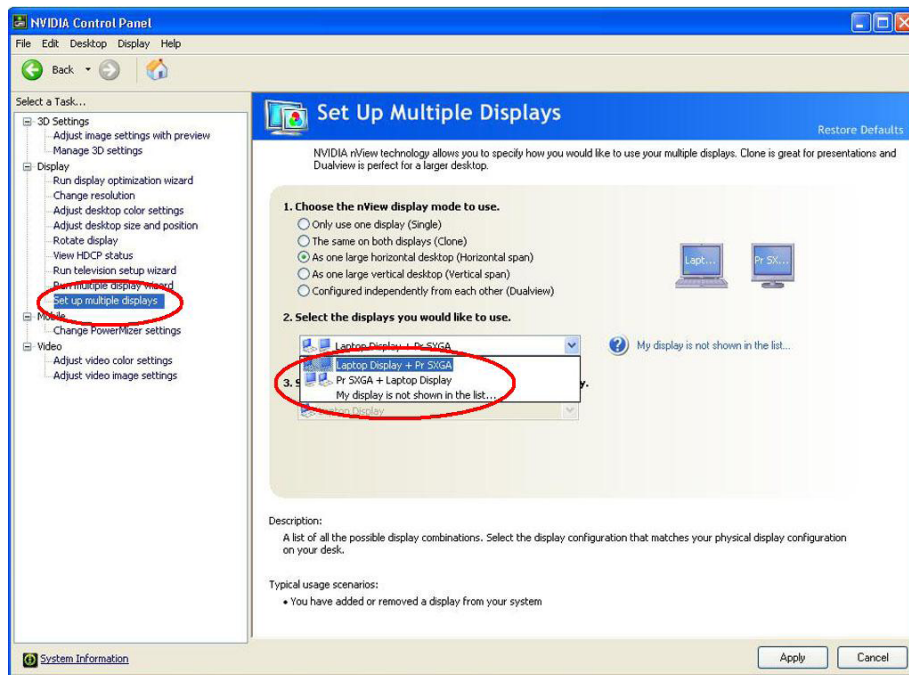 NVIDIA Control Panel
File Edit Desktop Display Help
Back
Select a Task...
3D Settings
Adjust image settings with preview
Manage 3D settings
Display
Run display optimization wizard
Change resolution
Adjust desktop color settings
Adjust desktop size and position
Rotate display
View HDCP status
Run television setup wizard
Run multiple display wizard
Set up multiple displays
Mobile
Change PowerMizer settings
Video
Adjust video color settings
Adjust video image settings
Set Up Multiple Displays
Restore Defaults
NVIDIA nView technology allows you to specify how you would like to use your multiple displays. Clone is great for presentations and
Dualview is perfect for a larger desktop.
1. Choose the nView display mode to use.
Only use one display (Single)
The same on both displays (Clone)
As one large horizontal desktop (Horizontal span)
As one large vertical desktop (Vertical span)
Configured independently from each other (Dualview)
Lapt...
Pr SX...
2. Select the displays you would like to use.
Laptop Display + Pr SXGA
My display is not shown in the list...
Laptop Display + Pr SXGA
Pr SXGA + Laptop Display
My display is not shown in the list...
3.
Laptop Display
Description:
A list of all the possible display combinations. Select the display configuration that matches your physical display configuration
on your desk.
Typical usage scenarios:
• You have added or removed a display from your system
System Information
Apply
Cancel